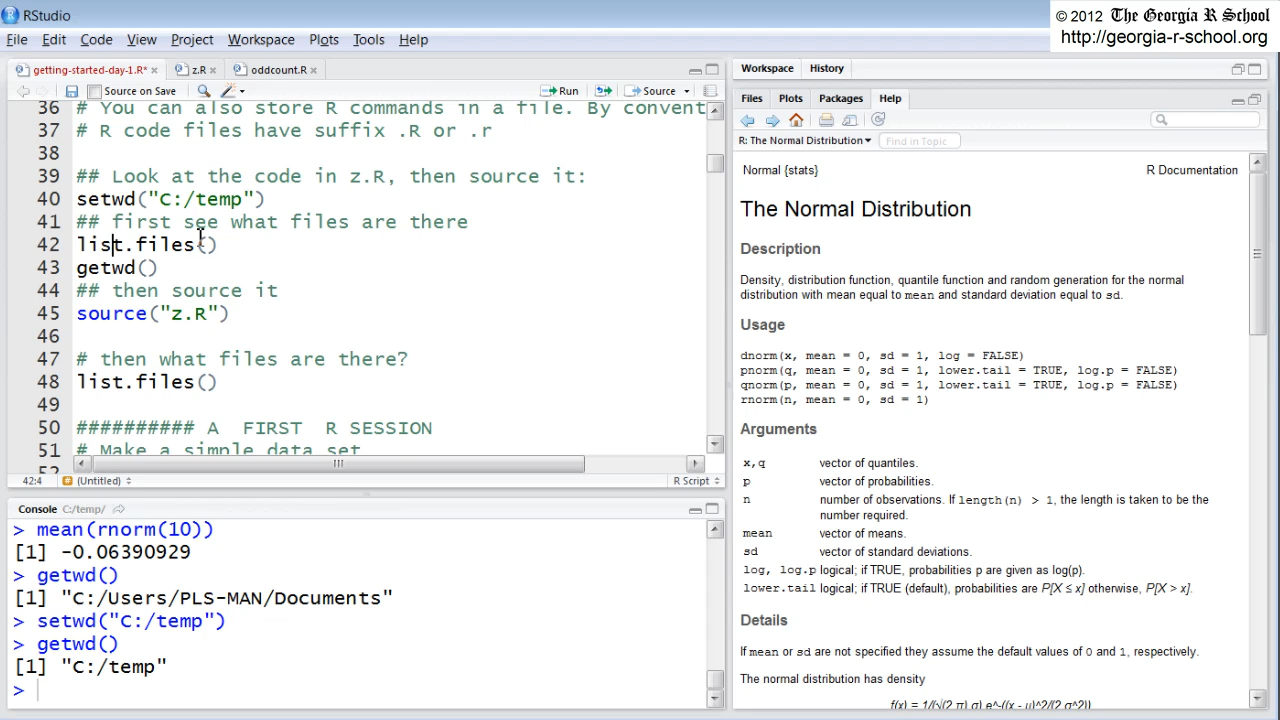 RStudio
© 2012 The Georgia R School
http://georgia-r-school.org
File Edit Code View Project Workspace Plots Tools Help
getting-started-day-1.R* × z.R × oddcount.R ×
Source on Save Run Source
36 # You can also store R commands in a file. By convent
37 # R code files have suffix .R or .r
38
39 ## Look at the code in z.R, then source it:
40 setwd("C:/temp")
41 ## first see what files are there
42 list.files()
43 getwd()
44 ## then source it
45 source("z.R")
46
47 # then what files are there?
48 list.files()
49
50 ########## A FIRST R SESSION
51 # Make a simple data set
52
42:4 # (Untitled) R Script
Console C:/temp/
> mean(rnorm(10))
[1] -0.06390929
> getwd()
[1] "C:/Users/PLS-MAN/Documents"
> setwd("C:/temp")
> getwd()
[1] "C:/temp"
>
Workspace History
Files Plots Packages Help
R: The Normal Distribution Find in Topic
Normal {stats} R Documentation
The Normal Distribution
Description
Density, distribution function, quantile function and random generation for the normal
distribution with mean equal to mean and standard deviation equal to sd.
Usage
dnorm(x, mean = 0, sd = 1, log = FALSE)
pnorm(q, mean = 0, sd = 1, lower.tail = TRUE, log.p = FALSE)
qnorm(p, mean = 0, sd = 1, lower.tail = TRUE, log.p = FALSE)
rnorm(n, mean = 0, sd = 1)
Arguments
x,q vector of quantiles.
p vector of probabilities.
n number of observations. If length(n) > 1, the length is taken to be the
number required.
mean vector of means.
sd vector of standard deviations.
log, log.p logical; if TRUE, probabilities p are given as log(p).
lower.tail logical; if TRUE (default), probabilities are P[X ≤ x] otherwise, P[X > x].
Details
If mean or sd are not specified they assume the default values of 0 and 1, respectively.
The normal distribution has density
f(x) = 1/(√(2 π) σ) e^-((x - μ)^2/(2 σ^2))